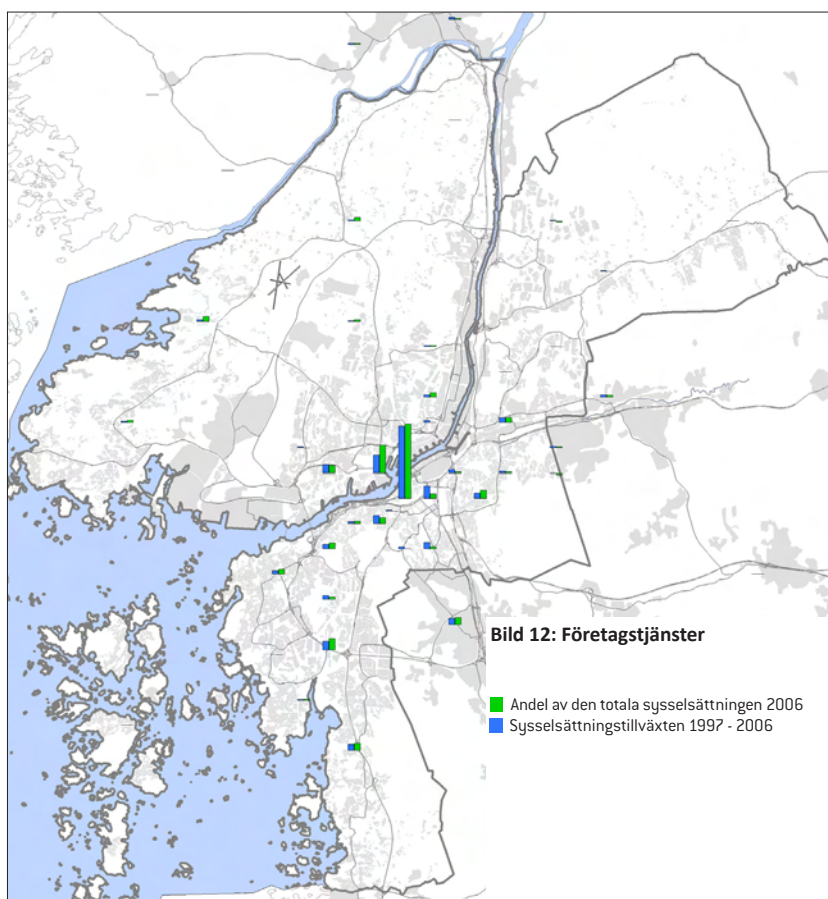 Bild 12: Företagstjänster
Andel av den totala sysselsättningen 2006
Sysselsättningstillväxten 1997 - 2006